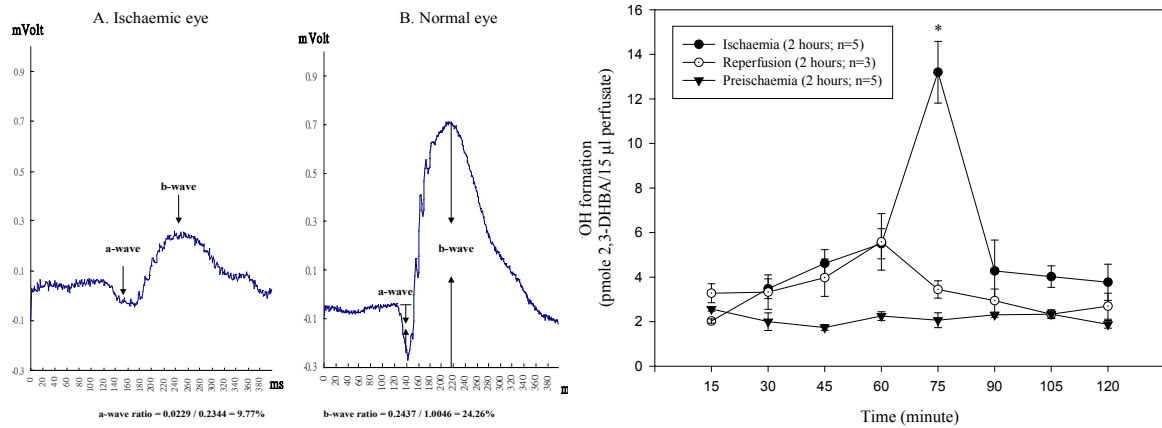 A. Ischaemic eye
mVolt
0.9
0.7
0.5
0.3
0.1
-0.1
-0.3
b-wave
a-wave
0 20 40 60 80 100 120 140 160 180 200 220 240 260 280 300 320 340 360 380
ms
a-wave ratio = 0.0229 / 0.2344 = 9.77%
B. Normal eye
mVolt
0.9
0.7
0.5
0.3
0.1
-0.1
-0.3
b-wave
a-wave
0 20 40 60 80 100 120 140 160 180 200 220 240 260 280 300 320 340 360 380
m
b-wave ratio = 0.2437 / 1.0046 = 24.26%
˙OH formation
(pmole 2,3-DHBA/15 µl perfusate)
16
14
12
10
8
6
4
2
0
Ischaemia (2 hours; n=5)
Reperfusion (2 hours; n=3)
Preischaemia (2 hours; n=5)
*
15 30 45 60 75 90 105 120
Time (minute)